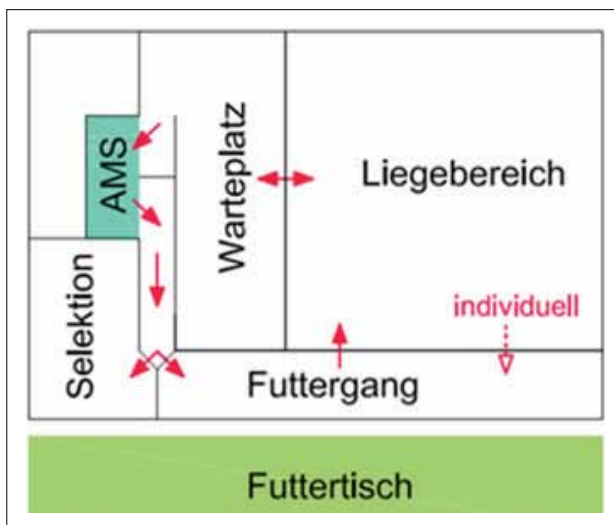 AMS
Warteplatz
Liegebereich
Selektion
individuell
Futtergang
Futtertisch